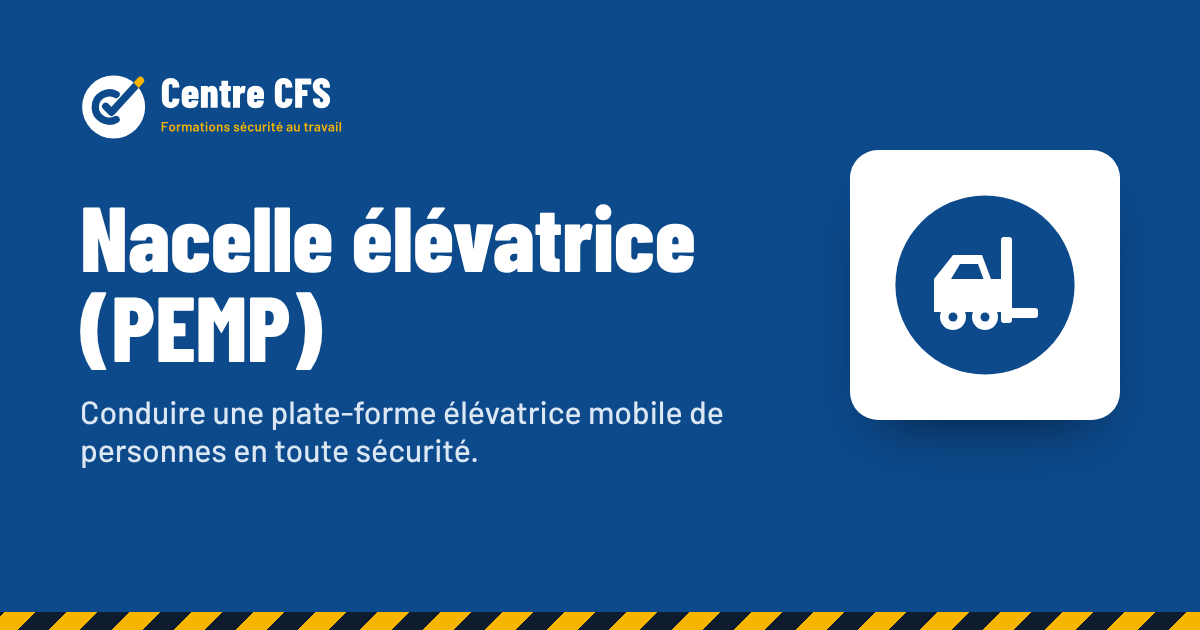 Centre CFS
Formations sécurité au travail
Nacelle élévatrice
(PEMP)
Conduire une plate-forme élévatrice mobile de
personnes en toute sécurité.